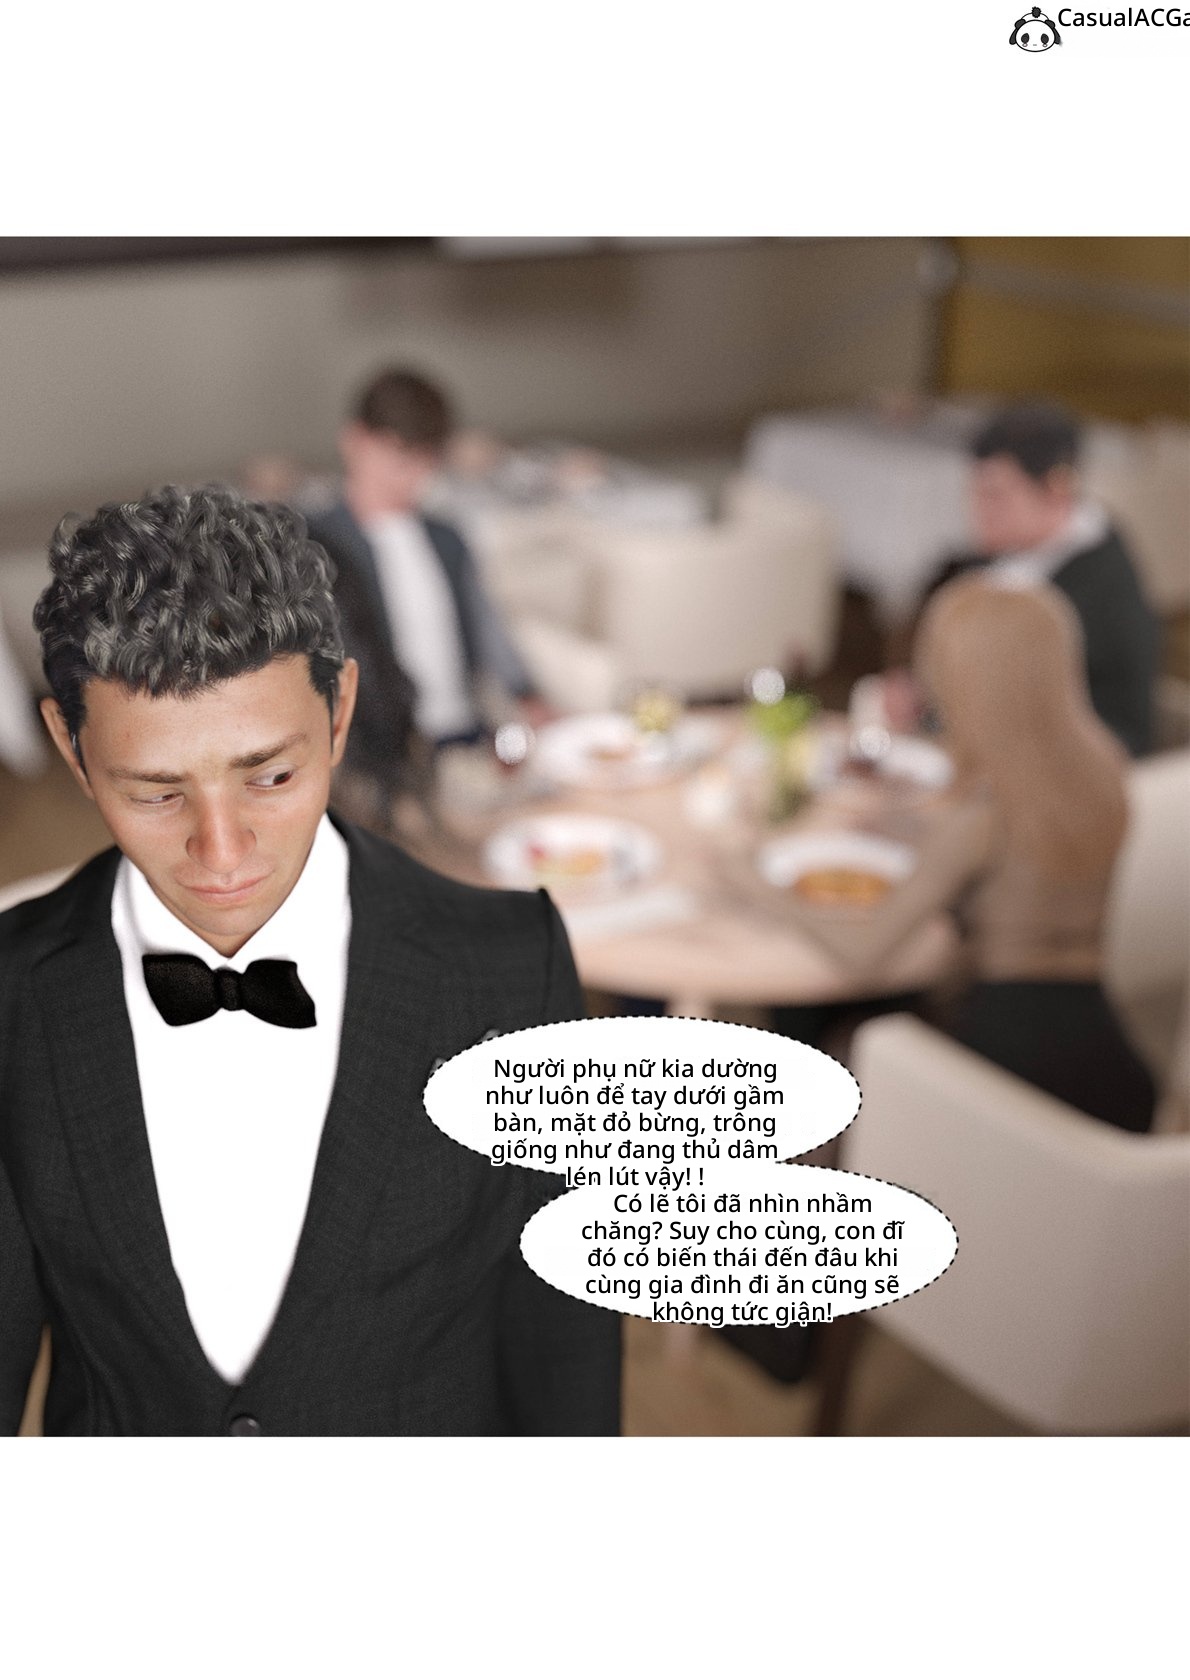 CasualACGa
Người phụ nữ kia dường
như luôn để tay dưới gầm
bàn, mặt đỏ bừng, trông
giống như đang thủ dâm
lén lút vậy! !
Có lẽ tôi đã nhìn nhầm
chăng? Suy cho cùng, con đĩ
đó có biến thái đến đâu khi
cùng gia đình đi ăn cũng sẽ
không tức giận!